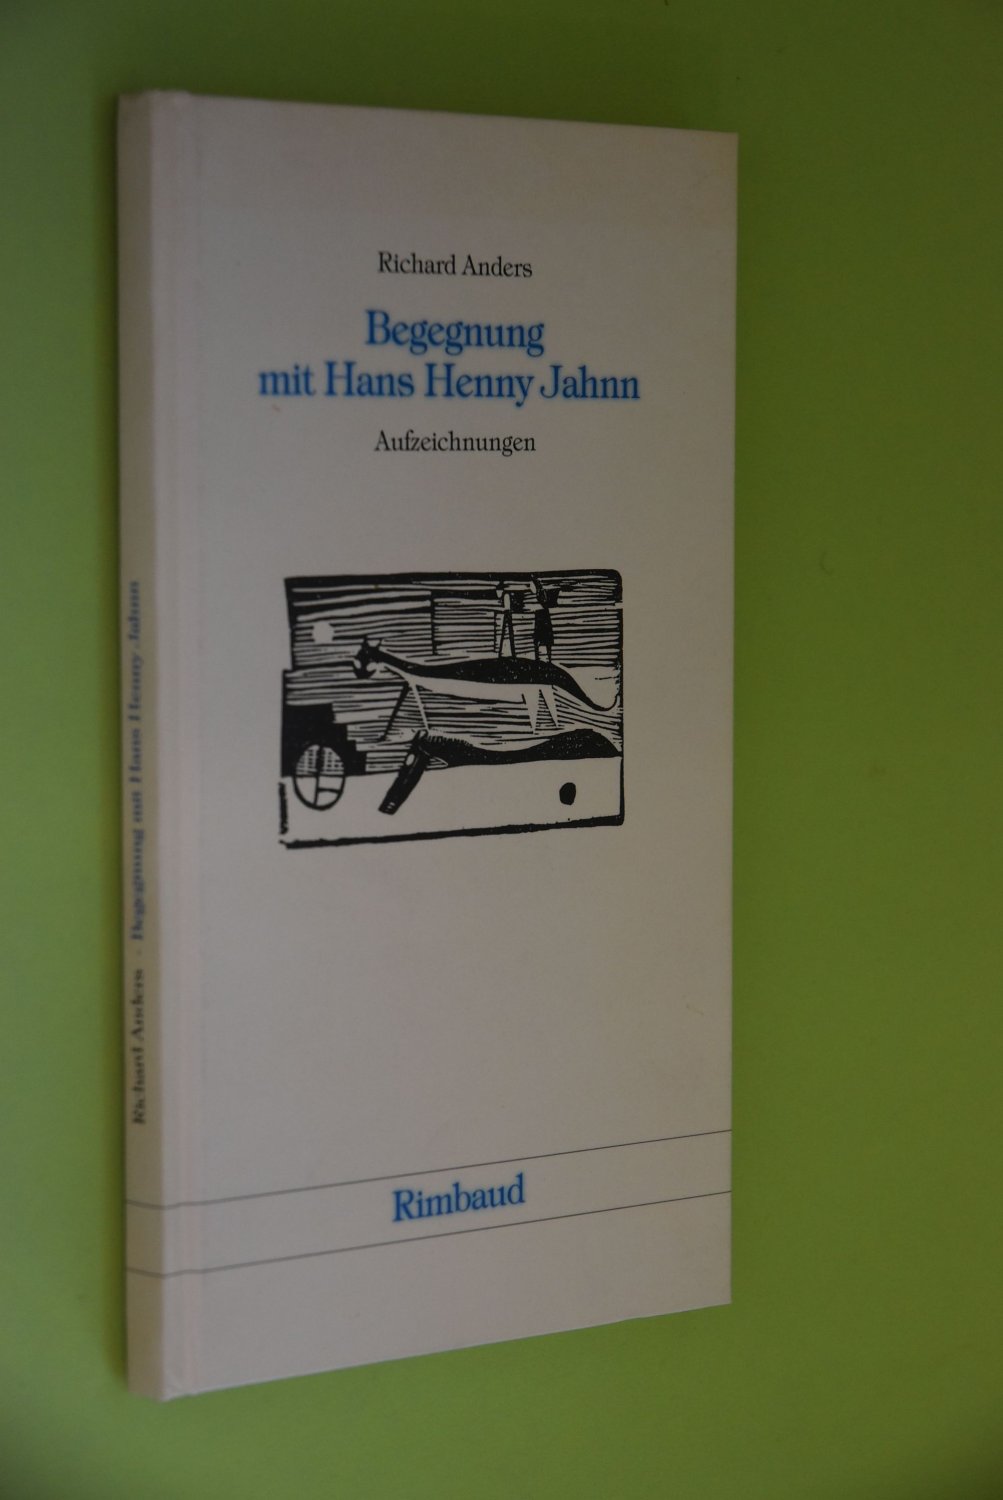 Richard Anders
Begegnung
mit Hans Henny Jahnn
Aufzeichnungen
Rimbaud
Richard Anders · Begegnung mit Hans Henny Jahnn